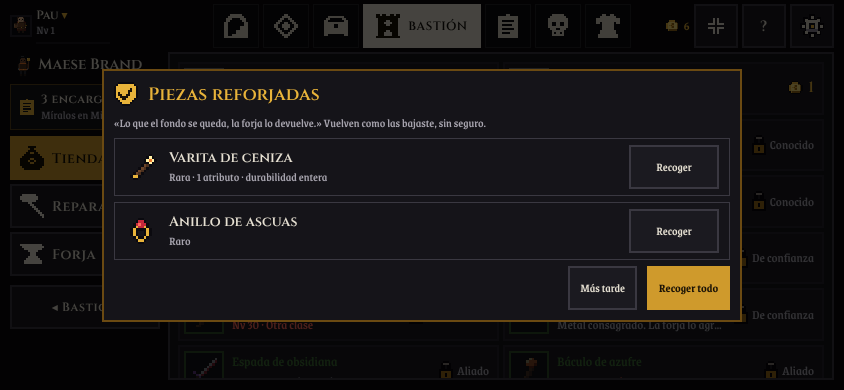 Pau ▾
Nv 1
Bastión
6
?
Maese Brand
3 encarg
Míralos en Mi
Tienda
Repara
Forja
◂ Bastio
Piezas reforjadas
«Lo que el fondo se queda, la forja lo devuelve.» Vuelven como las bajaste, sin seguro.
Varita de ceniza
Rara · 1 atributo · durabilidad entera
Recoger
Anillo de ascuas
Raro
Recoger
Más tarde
Recoger todo
1
Conocido
Conocido
De confianza
De confianza
Nv 30 · Otra clase
Metal consagrado. La forja lo agr...
Espada de obsidiana
Aliado
Báculo de azufre
Aliado